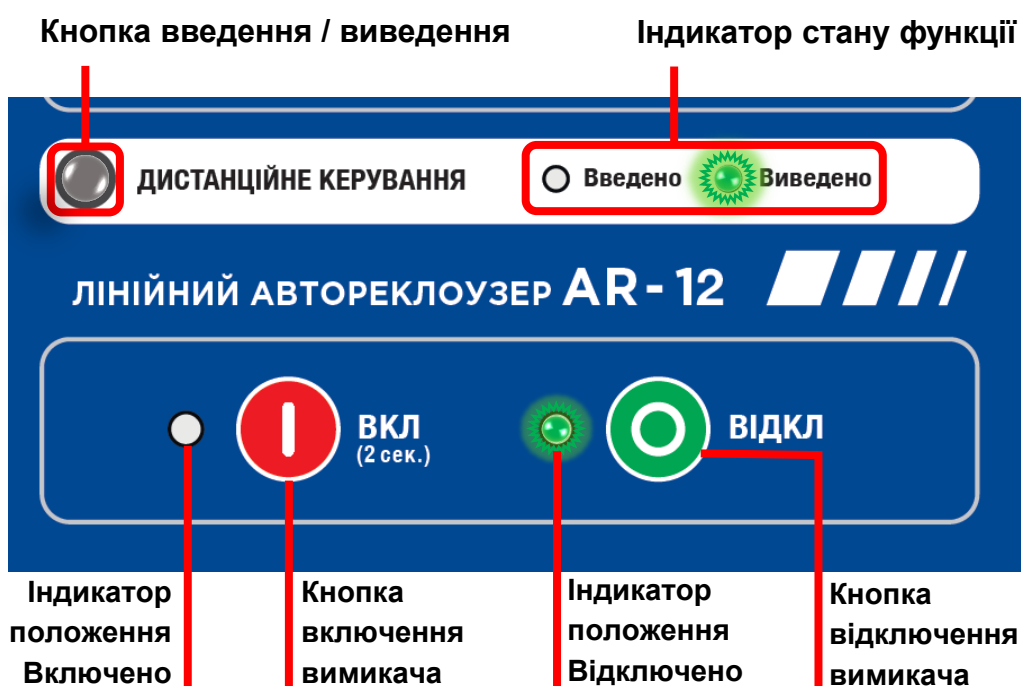 Кнопка введення / виведення
Індикатор стану функції
ДИСТАНЦІЙНЕ КЕРУВАННЯ
Введено
Виведено
ЛІНІЙНИЙ АВТОРЕКЛОУЗЕР AR-12
ВКЛ
(2 сек.)
ВІДКЛ
Індикатор
положення
Включено
Кнопка
включення
вимикача
Індикатор
положення
Відключено
Кнопка
відключення
вимикача